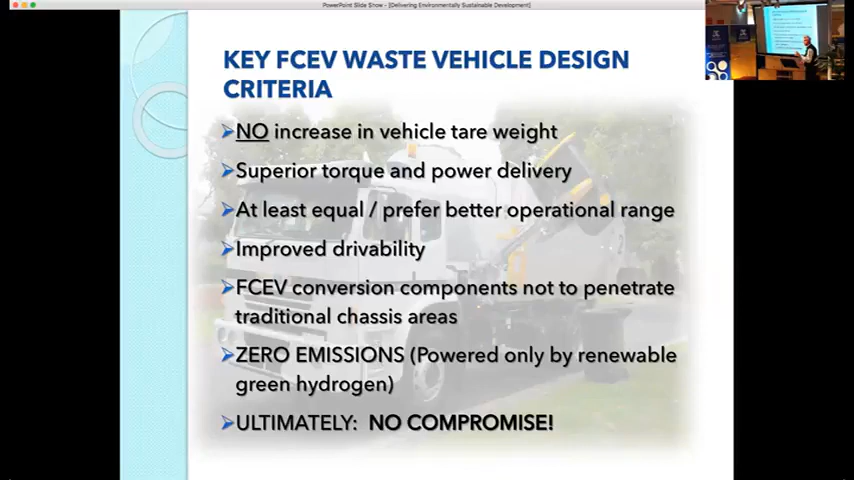 PowerPoint Slide Show - [Delivering Environmentally Sustainable Development]
KEY FCEV WASTE VEHICLE DESIGN
CRITERIA
NO increase in vehicle tare weight
Superior torque and power delivery
At least equal / prefer better operational range
Improved drivability
FCEV conversion components not to penetrate
traditional chassis areas
ZERO EMISSIONS (Powered only by renewable
green hydrogen)
ULTIMATELY: NO COMPROMISE!